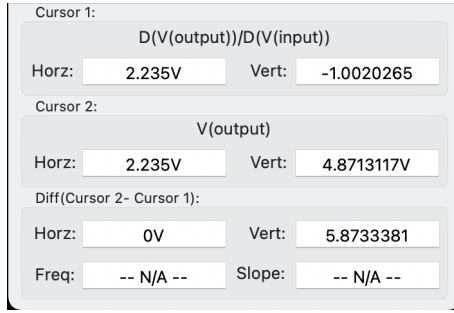 Cursor 1:
D(V(output))/D(V(input))
Horz: 2.235V Vert: -1.0020265
Cursor 2:
V(output)
Horz: 2.235V Vert: 4.8713117V
Diff(Cursor 2- Cursor 1):
Horz: 0V Vert: 5.8733381
Freq: -- N/A -- Slope: -- N/A --